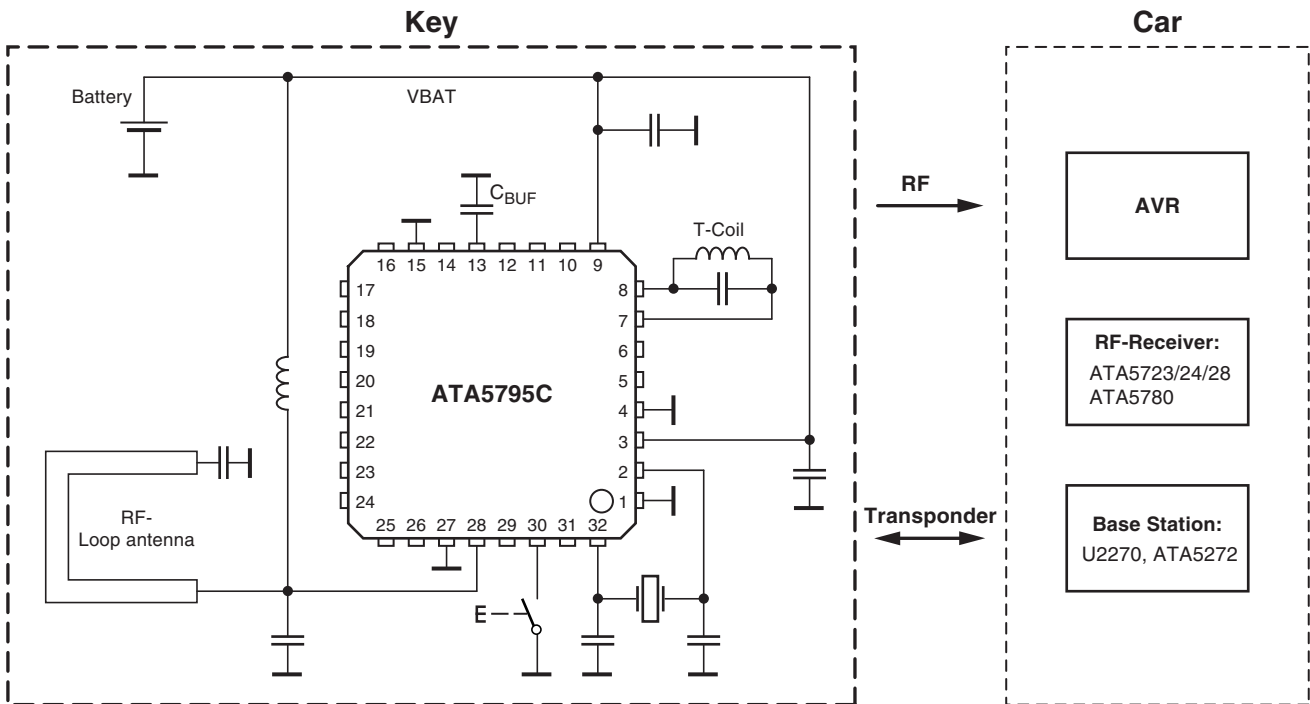 Key
Car
Battery
VBAT
CBUF
RF
AVR
T-Coil
16 15 14 13 12 11 10 9
17
18
19
20
21
22
23
24
8
7
6
5
4
3
2
1
ATA5795C
RF-Receiver:
ATA5723/24/28
ATA5780
RF-
Loop antenna
25 26 27 28 29 30 31 32
Transponder
Base Station:
U2270, ATA5272